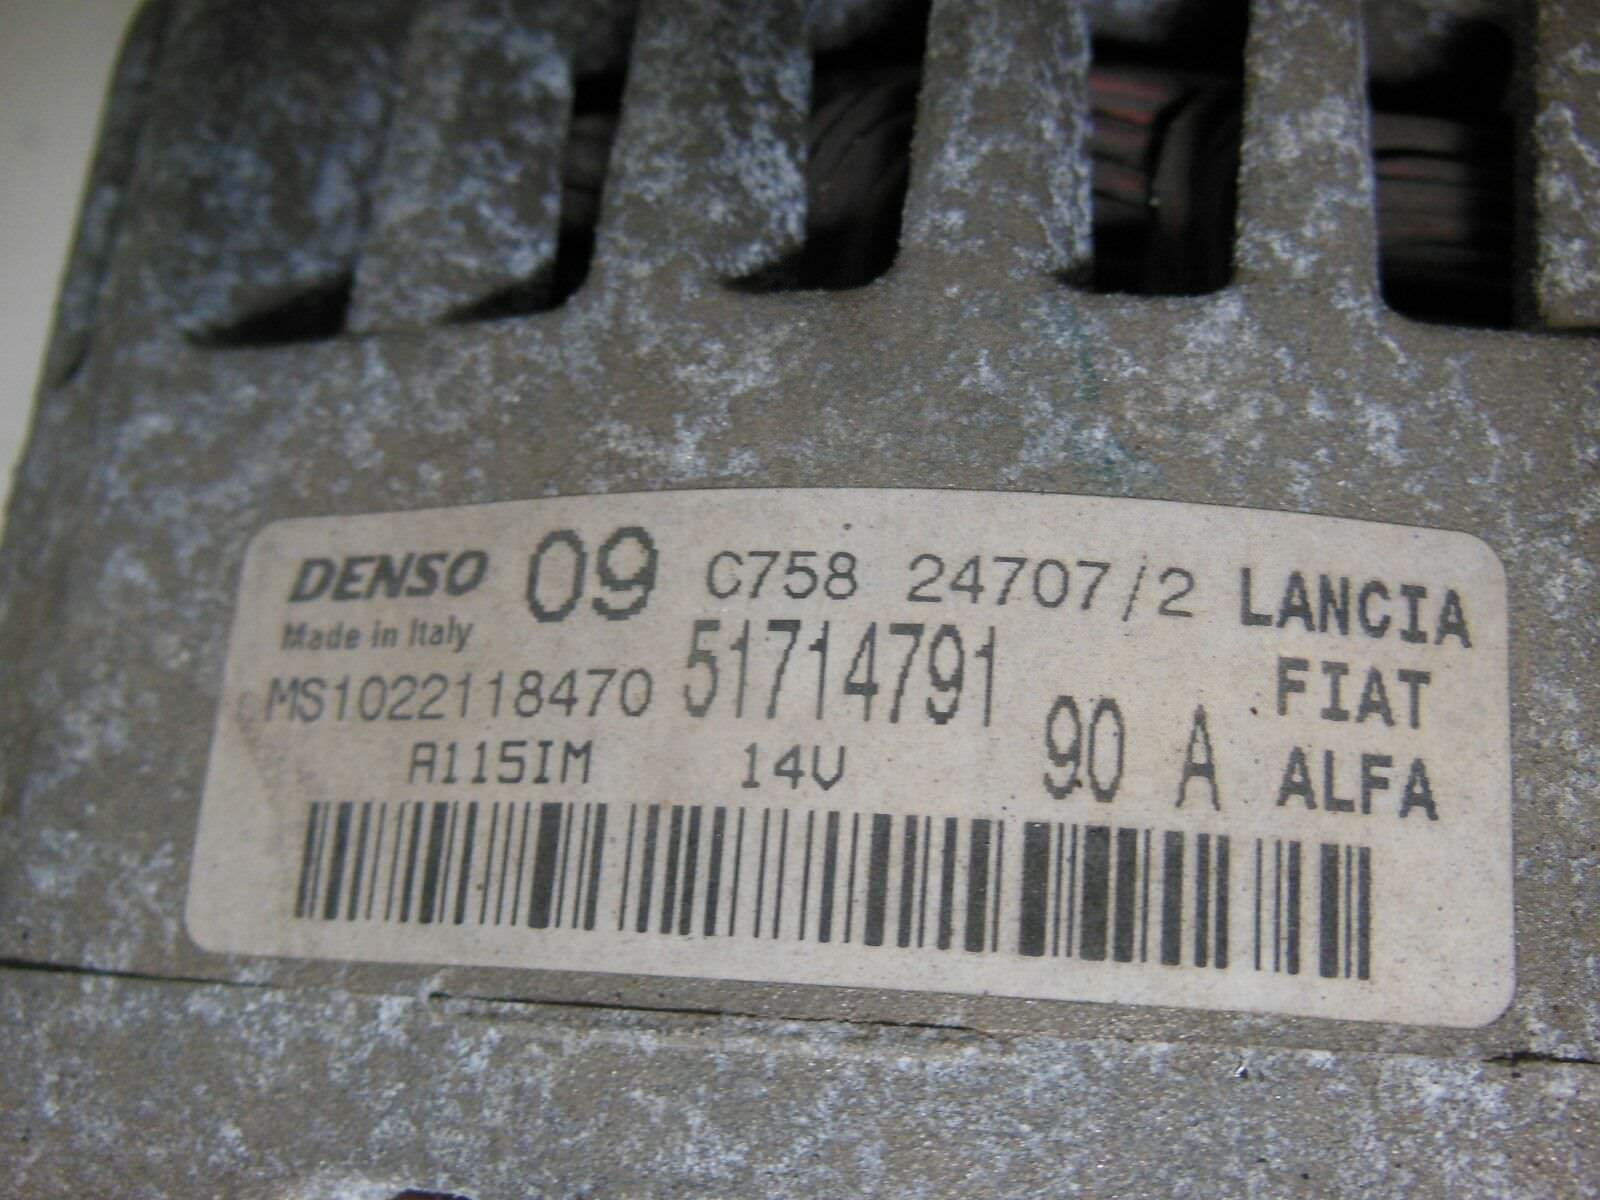 DENSO 09 C758 24707/2 LANCIA
Made in Italy
MS1022118470 51714791 FIAT
A115IM 14V 90 A ALFA